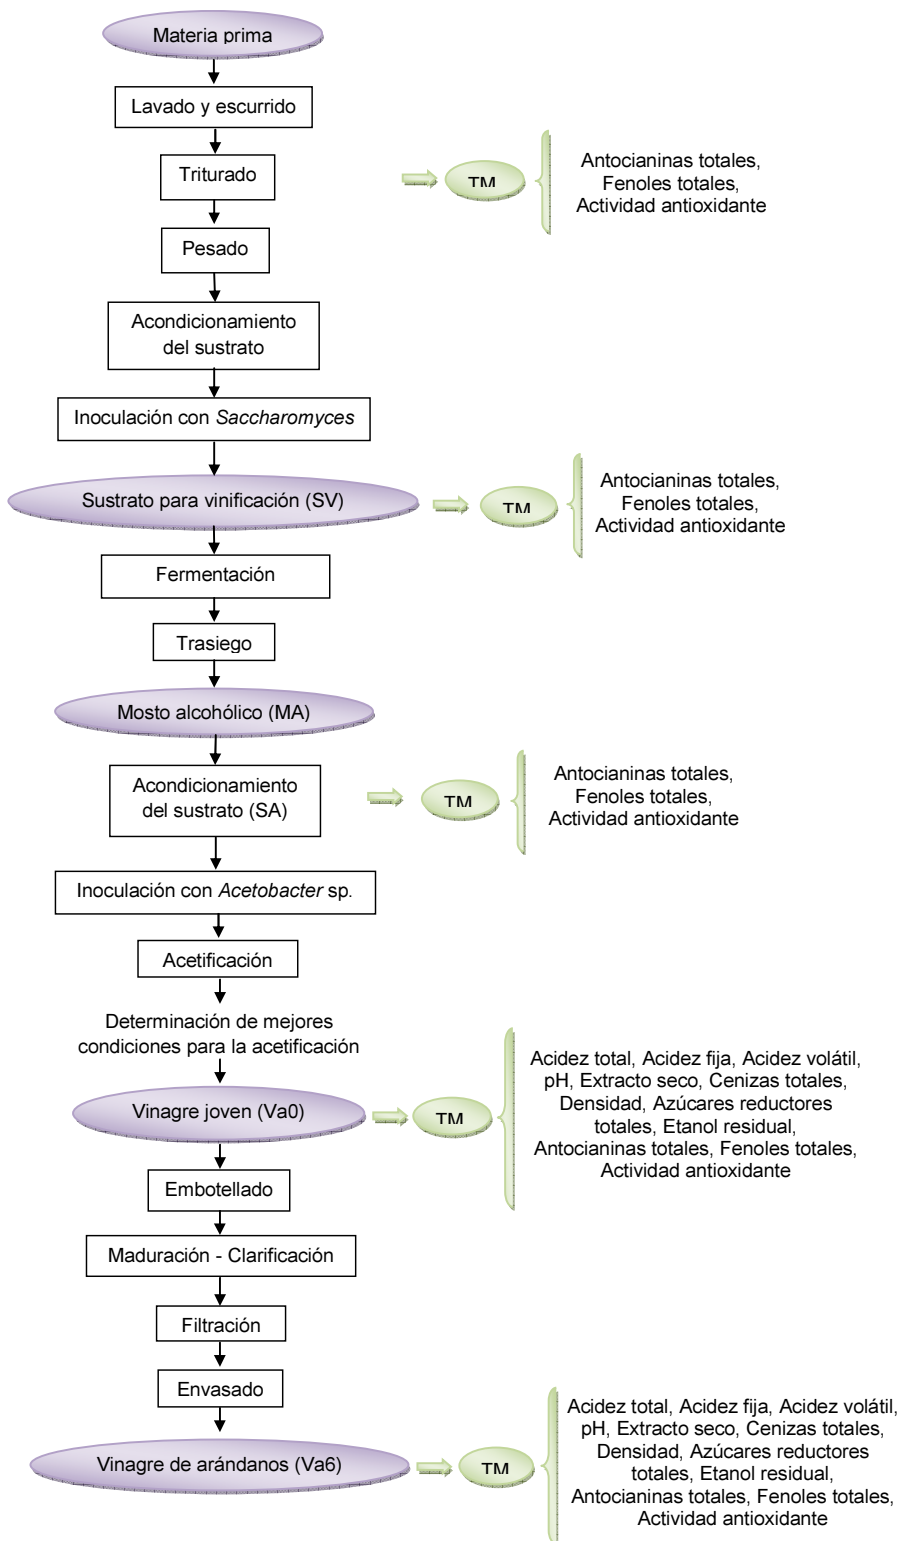 Materia prima
Lavado y escurrido
Triturado
TM
Antocianinas totales,
Fenoles totales,
Actividad antioxidante
Pesado
Acondicionamiento
del sustrato
Inoculación con Saccharomyces
Sustrato para vinificación (SV)
TM
Antocianinas totales,
Fenoles totales,
Actividad antioxidante
Fermentación
Trasiego
Mosto alcohólico (MA)
Acondicionamiento
del sustrato (SA)
TM
Antocianinas totales,
Fenoles totales,
Actividad antioxidante
Inoculación con Acetobacter sp.
Acetificación
Determinación de mejores
condiciones para la acetificación
Vinagre joven (Va0)
TM
Acidez total, Acidez fija, Acidez volátil,
pH, Extracto seco, Cenizas totales,
Densidad, Azúcares reductores
totales, Etanol residual,
Antocianinas totales, Fenoles totales,
Actividad antioxidante
Embotellado
Maduración - Clarificación
Filtración
Envasado
Vinagre de arándanos (Va6)
TM
Acidez total, Acidez fija, Acidez volátil,
pH, Extracto seco, Cenizas totales,
Densidad, Azúcares reductores
totales, Etanol residual,
Antocianinas totales, Fenoles totales,
Actividad antioxidante